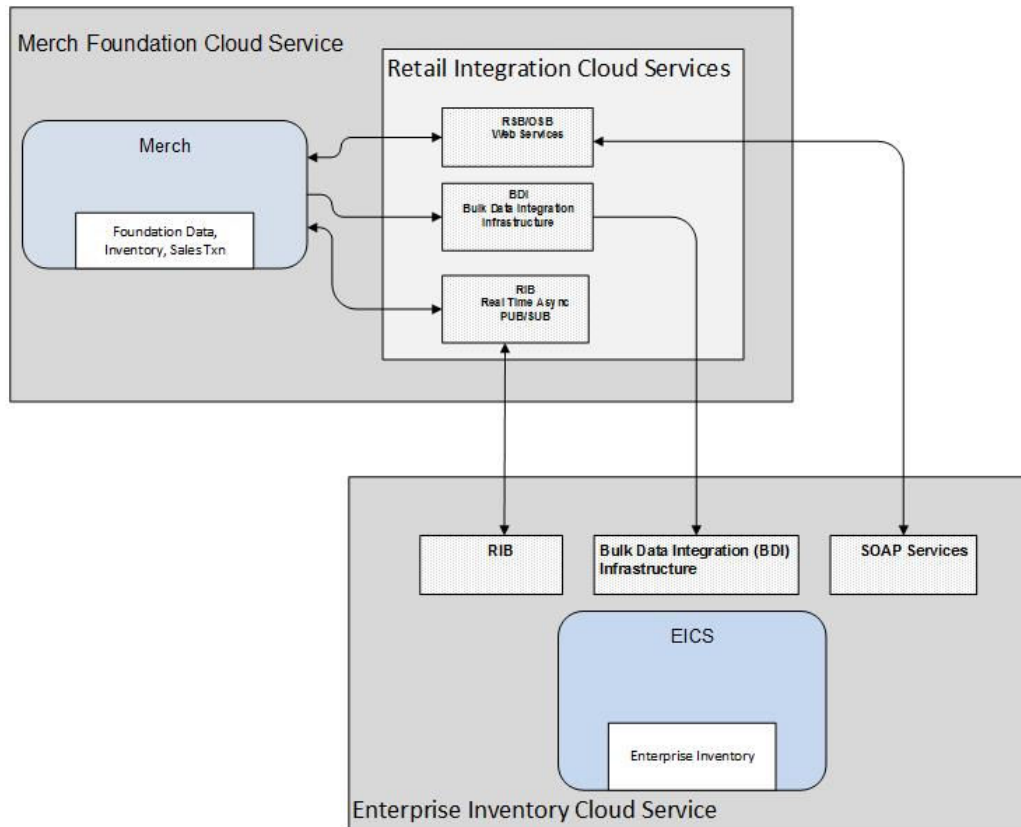 Merch Foundation Cloud Service
Retail Integration Cloud Services
RSB/OSB
Web Services
Merch
BDI
Bulk Data Integration
Infrastructure
Foundation Data,
Inventory, Sales Txn
RIB
Real Time Async
PUB/SUB
RIB
Bulk Data Integration (BDI)
Infrastructure
SOAP Services
EICS
Enterprise Inventory
Enterprise Inventory Cloud Service